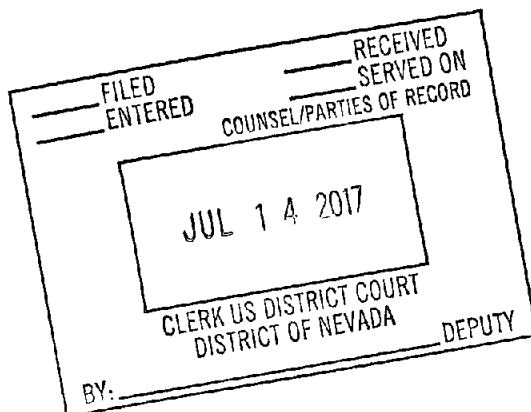 FILED
ENTERED
RECEIVED
SERVED ON
COUNSEL/PARTIES OF RECORD
JUL 14 2017
CLERK US DISTRICT COURT
DISTRICT OF NEVADA
BY: DEPUTY